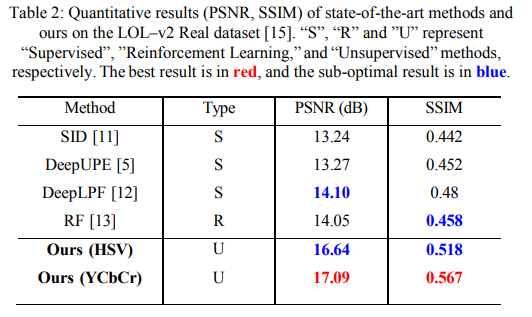 Table 2: Quantitative results (PSNR, SSIM) of state-of-the-art methods and
ours on the LOL–v2 Real dataset [15]. “S”, “R” and ”U” represent
“Supervised”, ”Reinforcement Learning,” and “Unsupervised” methods,
respectively. The best result is in red, and the sub-optimal result is in blue.
Method Type PSNR (dB) SSIM
SID [11] S 13.24 0.442
DeepUPE [5] S 13.27 0.452
DeepLPF [12] S 14.10 0.48
RF [13] R 14.05 0.458
Ours (HSV) U 16.64 0.518
Ours (YCbCr) U 17.09 0.567